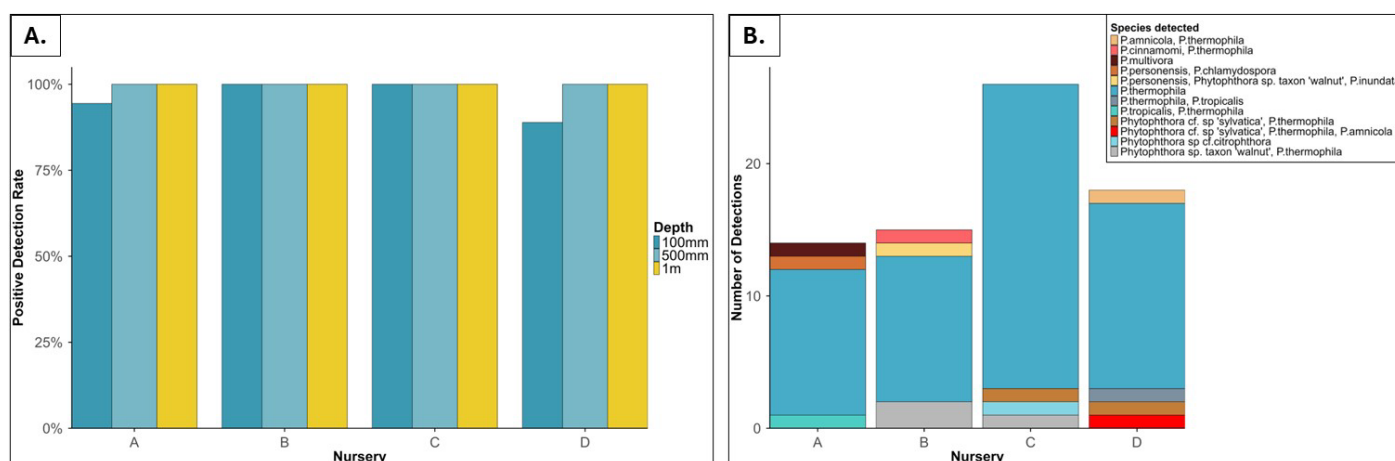 A.
Positive Detection Rate
100%
75%
50%
25%
0%
A B C D
Nursery
Depth
100mm
500mm
1m
B.
Number of Detections
20
10
0
A B C D
Nursery
Species detected
P.amnicola, P.thermophila
P.cinnamomi, P.thermophila
P.multivora
P.personensis, P.chlamydospora
P.personensis, Phytophthora sp. taxon 'walnut', P.inundat
P.thermophila
P.thermophila, P.tropicalis
P.tropicalis, P.thermophila
Phytophthora cf. sp 'sylvatica', P.thermophila
Phytophthora cf. sp 'sylvatica', P.thermophila, P.amnicola
Phytophthora sp cf.citrophthora
Phytophthora sp. taxon 'walnut', P.thermophila